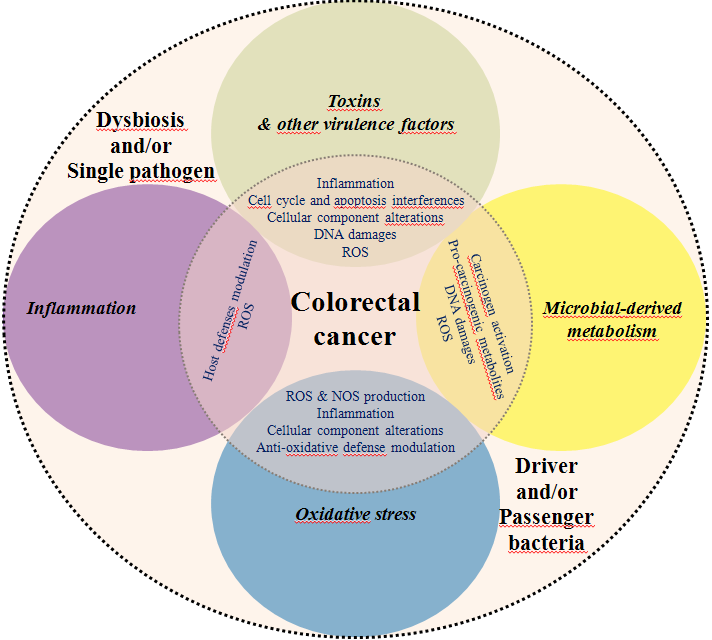 Toxins
& other virulence factors
Dysbiosis
and/or
Single pathogen
Inflammation
Cell cycle and apoptosis interferences
Cellular component alterations
DNA damages
ROS
Inflammation
Host defenses modulation
ROS
Colorectal
cancer
Carcinogen activation
Pro-carcinogenic metabolites
DNA damages
ROS
Microbial-derived
metabolism
ROS & NOS production
Inflammation
Cellular component alterations
Anti-oxidative defense modulation
Oxidative stress
Driver
and/or
Passenger
bacteria